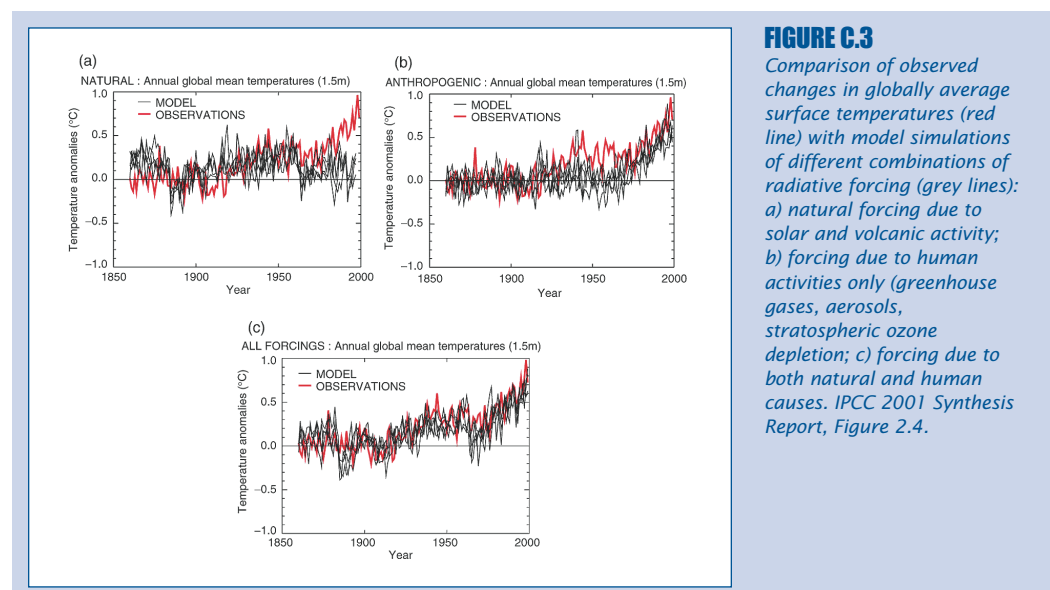 (a)
NATURAL : Annual global mean temperatures (1.5m)
1.0
MODEL
OBSERVATIONS
0.5
0.0
−0.5
−1.0
Temperature anomalies (°C)
1850 1900 1950 2000
Year
(b)
ANTHROPOGENIC : Annual global mean temperatures (1.5m)
1.0
MODEL
OBSERVATIONS
0.5
0.0
−0.5
−1.0
Temperature anomalies (°C)
1850 1900 1950 2000
Year
(c)
ALL FORCINGS : Annual global mean temperatures (1.5m)
1.0
MODEL
OBSERVATIONS
0.5
0.0
−0.5
−1.0
Temperature anomalies (°C)
1850 1900 1950 2000
Year
FIGURE C.3
Comparison of observed
changes in globally average
surface temperatures (red
line) with model simulations
of different combinations of
radiative forcing (grey lines):
a) natural forcing due to
solar and volcanic activity;
b) forcing due to human
activities only (greenhouse
gases, aerosols,
stratospheric ozone
depletion; c) forcing due to
both natural and human
causes. IPCC 2001 Synthesis
Report, Figure 2.4.